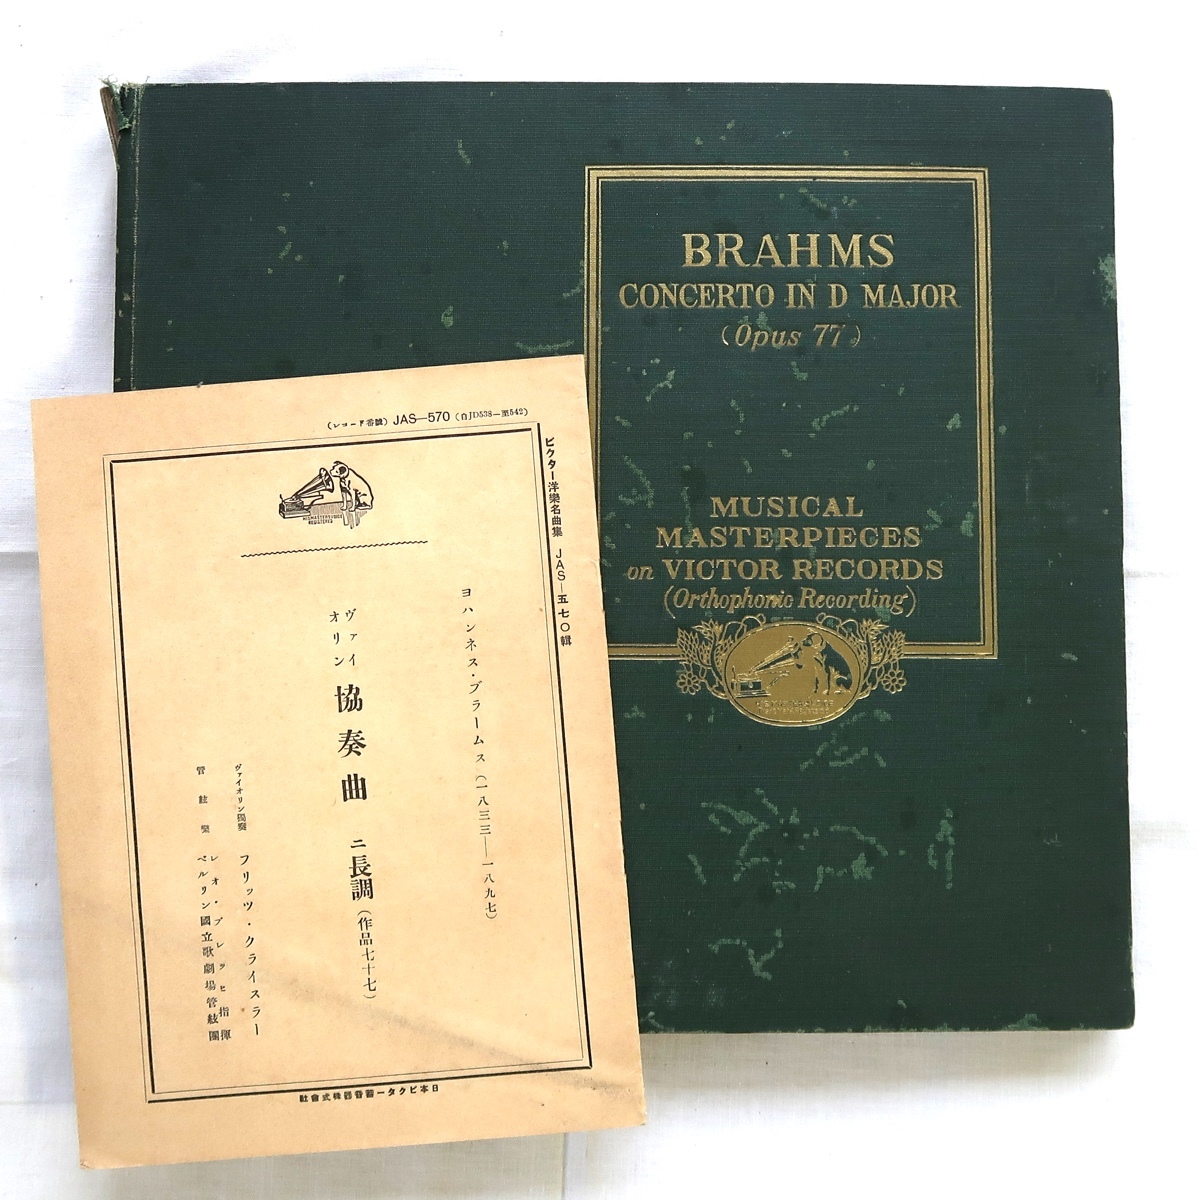 BRAHMS
CONCERTO IN D MAJOR
(Opus 77)
MUSICAL
MASTERPIECES
on VICTOR RECORDS
(Orthophonic Recording)
(レコード番號) JAS—570 (自JD538—至542)
ビクター洋樂名曲集 JAS—五七〇輯
ヨハンネス・ブラームス (一八三三—一八九七)
ヴァイオリン 協奏曲 ニ長調 (作品七十七)
ヴァイオリン獨奏 フリッツ・クライスラー
管絃樂 レオ・ブレッヒ指揮
ベルリン國立歌劇場管絃團
社會式株器音蓄ータクビ本日